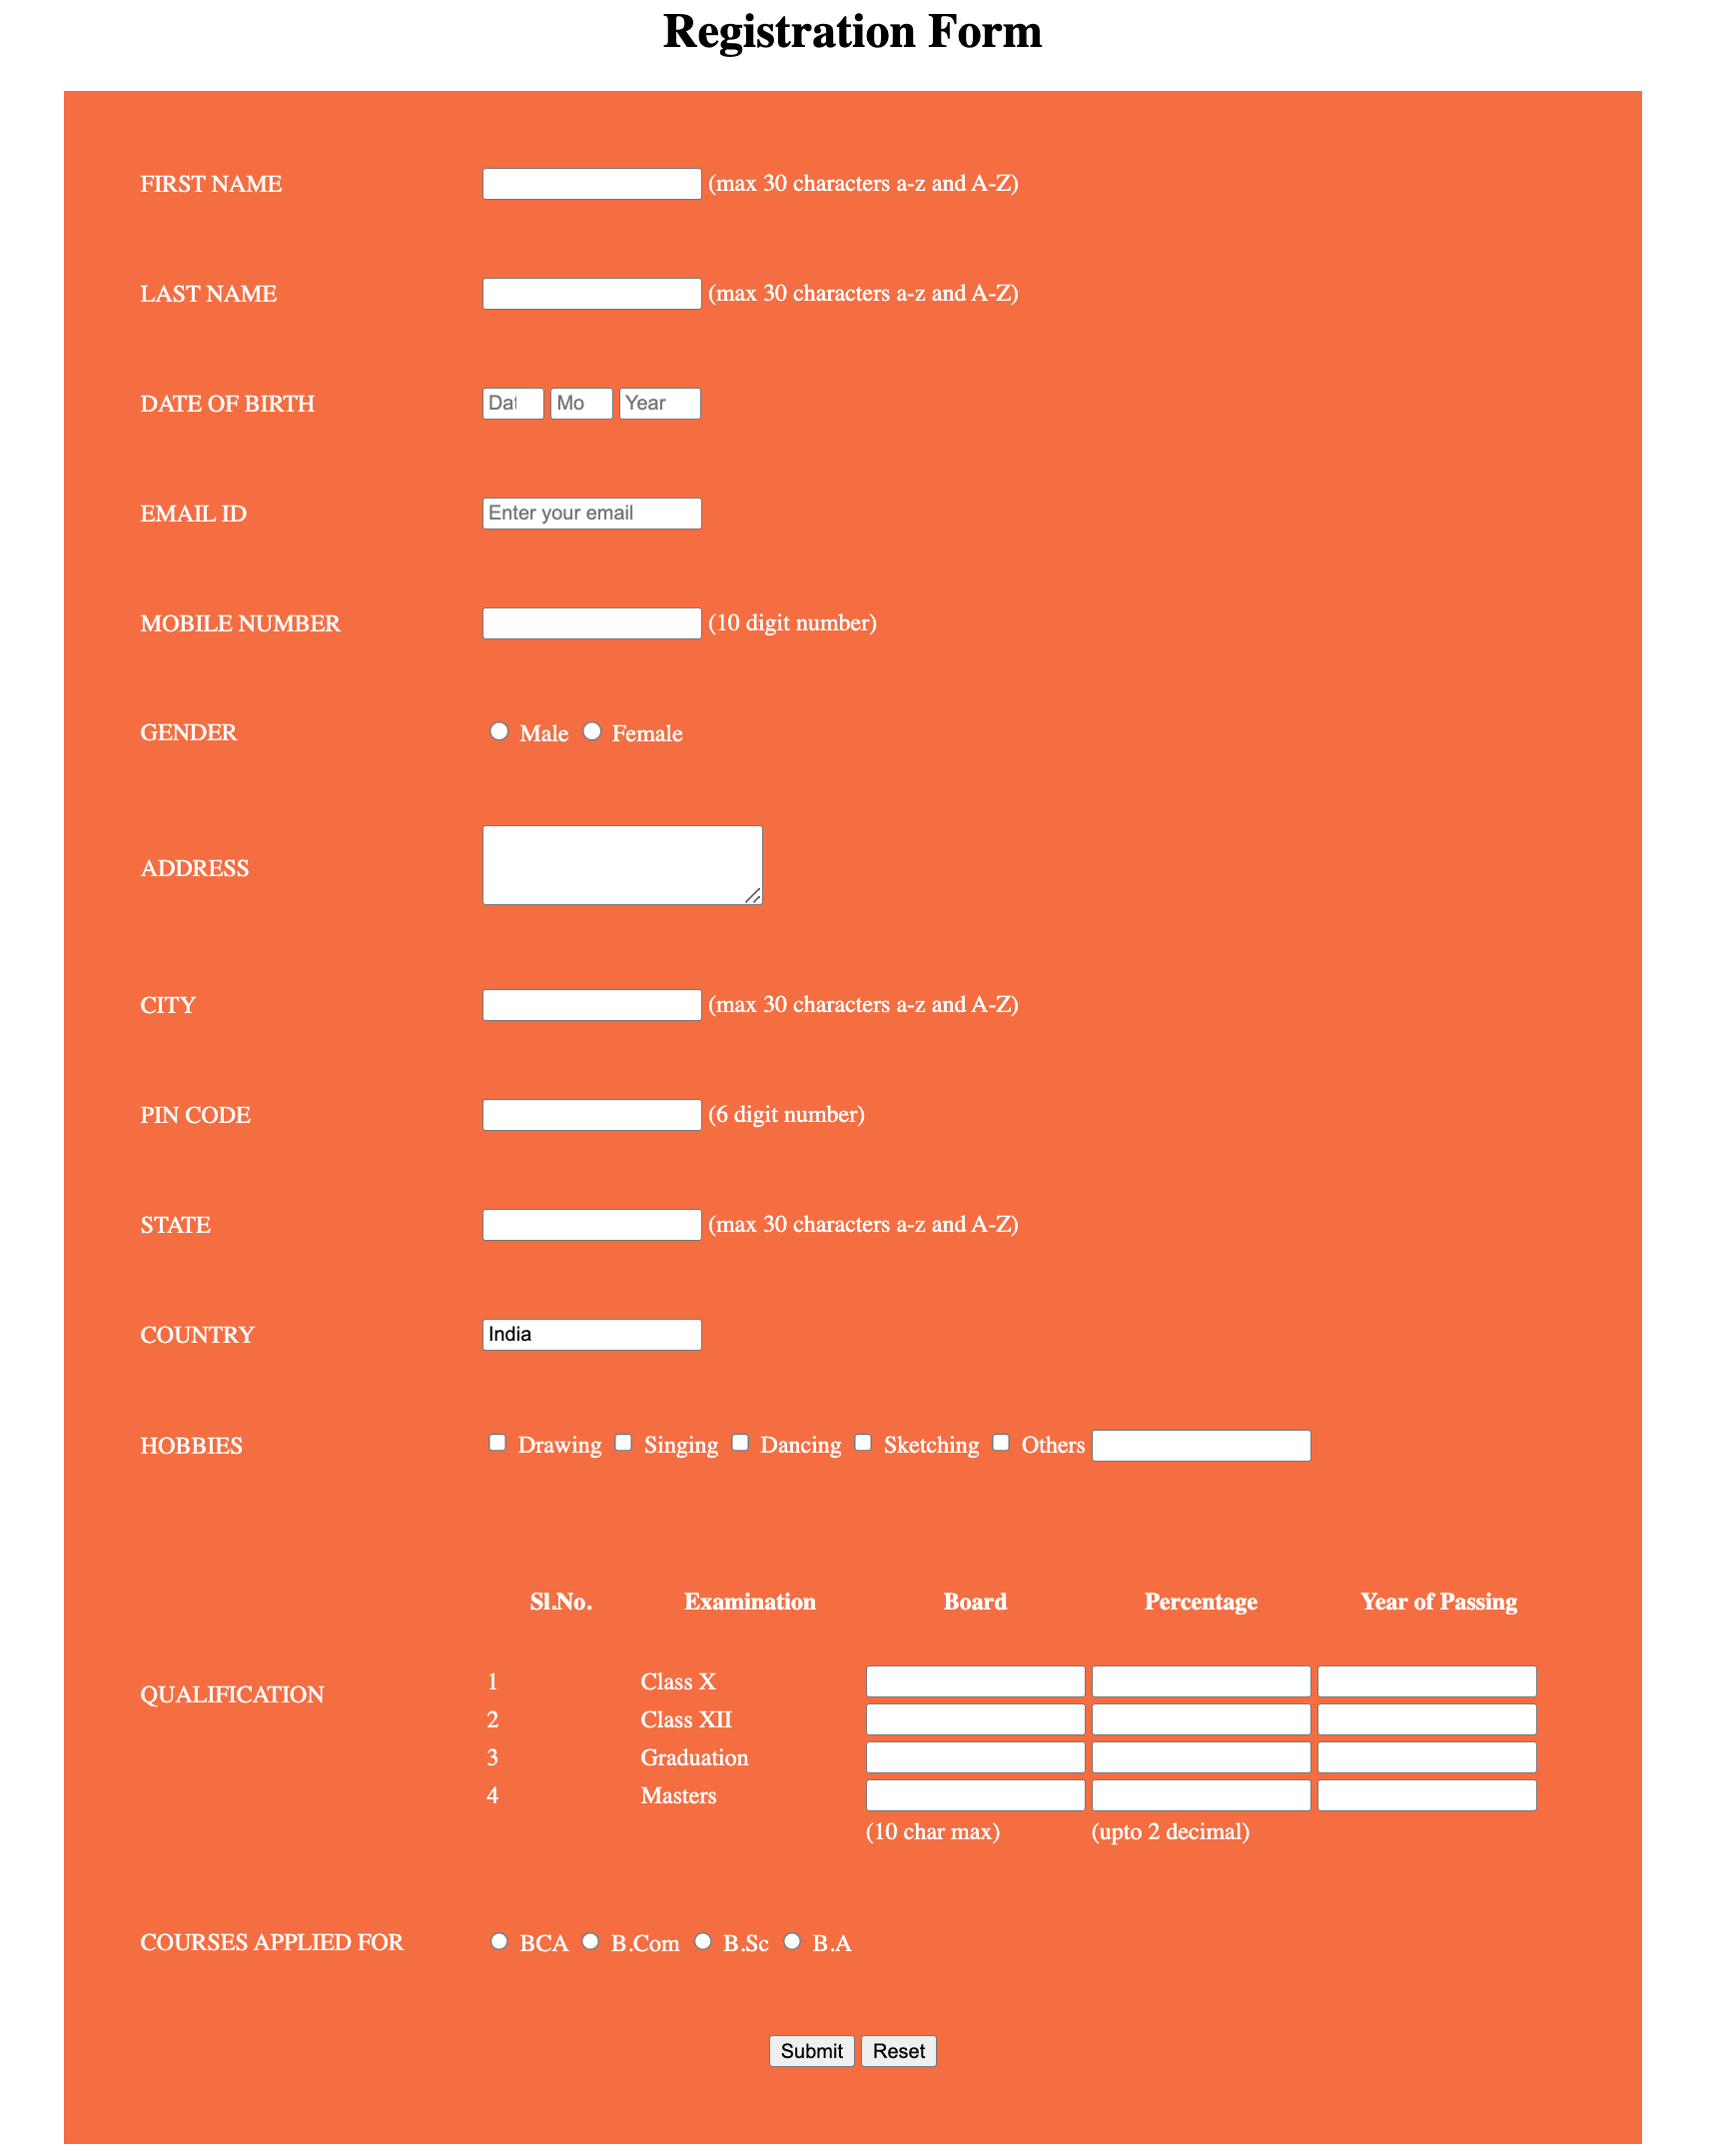 Registration Form
FIRST NAME (max 30 characters a-z and A-Z)
LAST NAME (max 30 characters a-z and A-Z)
DATE OF BIRTH Dat Mo Year
EMAIL ID Enter your email
MOBILE NUMBER (10 digit number)
GENDER Male Female
ADDRESS
CITY (max 30 characters a-z and A-Z)
PIN CODE (6 digit number)
STATE (max 30 characters a-z and A-Z)
COUNTRY India
HOBBIES Drawing Singing Dancing Sketching Others
Sl.No. Examination Board Percentage Year of Passing
QUALIFICATION
1 Class X
2 Class XII
3 Graduation
4 Masters
(10 char max) (upto 2 decimal)
COURSES APPLIED FOR BCA B.Com B.Sc B.A
Submit Reset